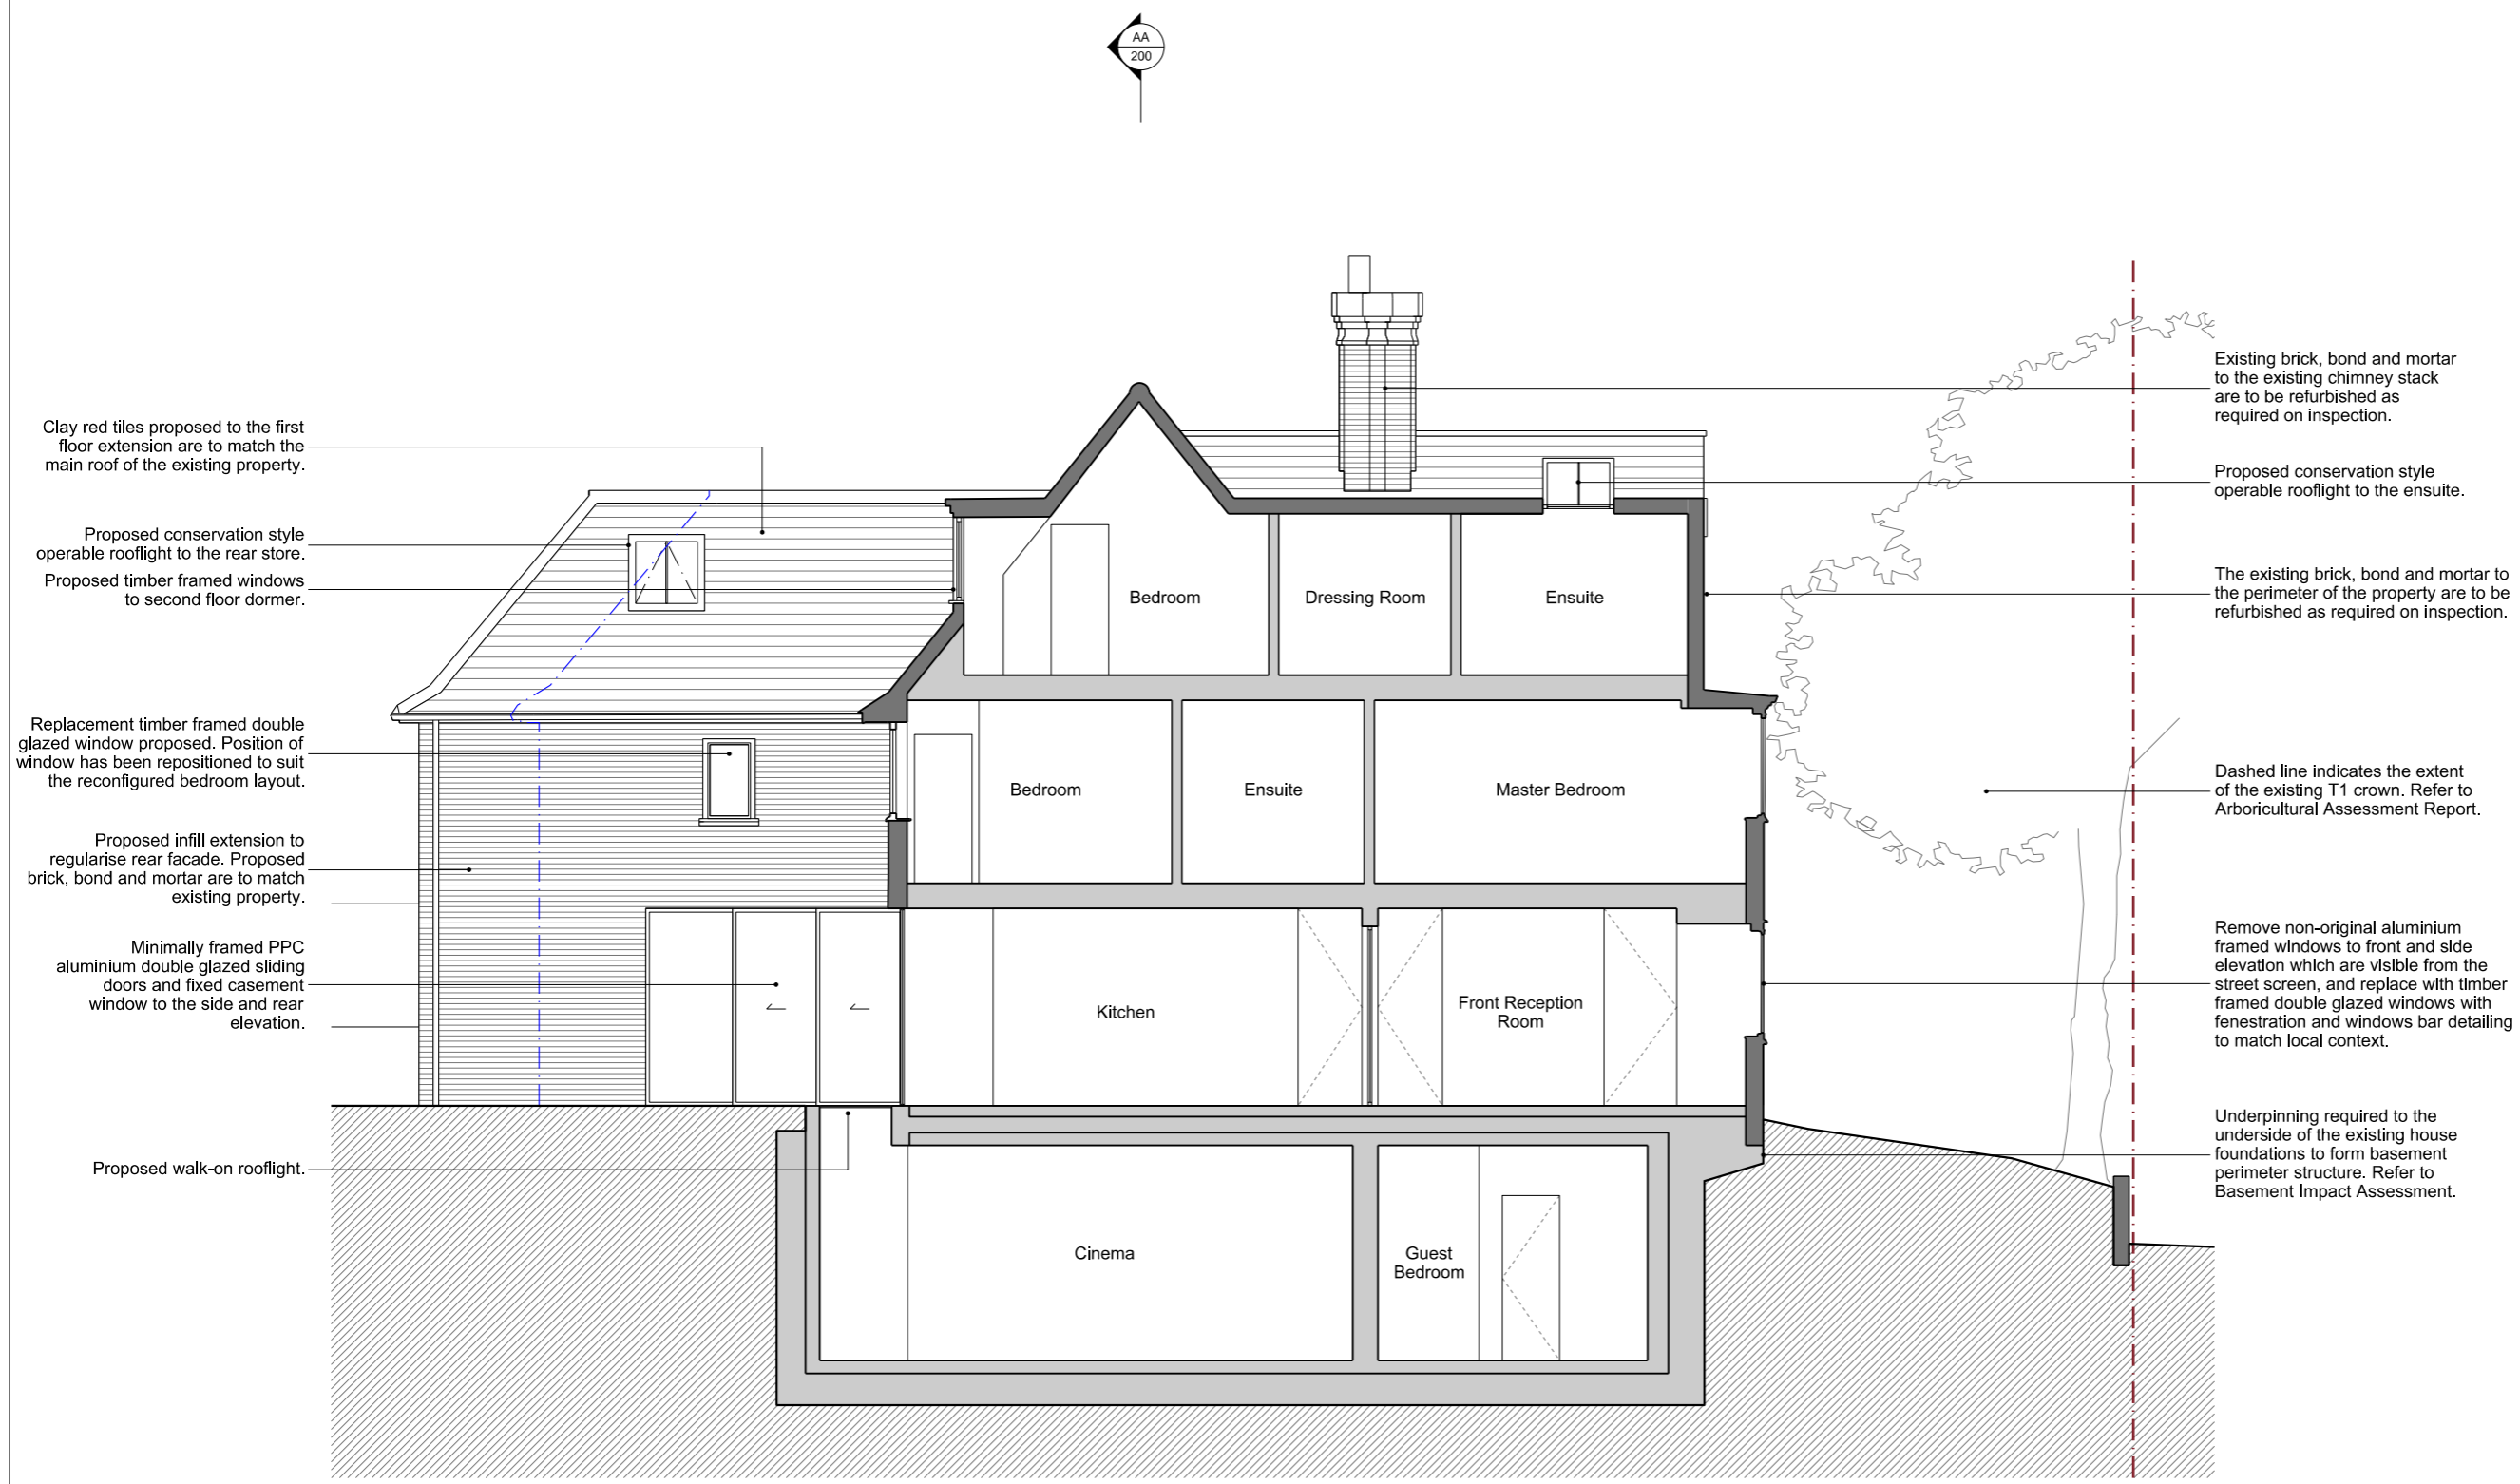 AA
200
Clay red tiles proposed to the first
floor extension are to match the
main roof of the existing property.
Proposed conservation style
operable rooflight to the rear store.
Proposed timber framed windows
to second floor dormer.
Replacement timber framed double
glazed window proposed. Position of
window has been repositioned to suit
the reconfigured bedroom layout.
Proposed infill extension to
regularise rear facade. Proposed
brick, bond and mortar are to match
existing property.
Minimally framed PPC
aluminium double glazed sliding
doors and fixed casement
window to the side and rear
elevation.
Proposed walk-on rooflight.
Bedroom
Dressing Room
Ensuite
Bedroom
Ensuite
Master Bedroom
Kitchen
Front Reception
Room
Cinema
Guest
Bedroom
Existing brick, bond and mortar
to the existing chimney stack
are to be refurbished as
required on inspection.
Proposed conservation style
operable rooflight to the ensuite.
The existing brick, bond and mortar to
the perimeter of the property are to be
refurbished as required on inspection.
Dashed line indicates the extent
of the existing T1 crown. Refer to
Arboricultural Assessment Report.
Remove non-original aluminium
framed windows to front and side
elevation which are visible from the
street screen, and replace with timber
framed double glazed windows with
fenestration and windows bar detailing
to match local context.
Underpinning required to the
underside of the existing house
foundations to form basement
perimeter structure. Refer to
Basement Impact Assessment.